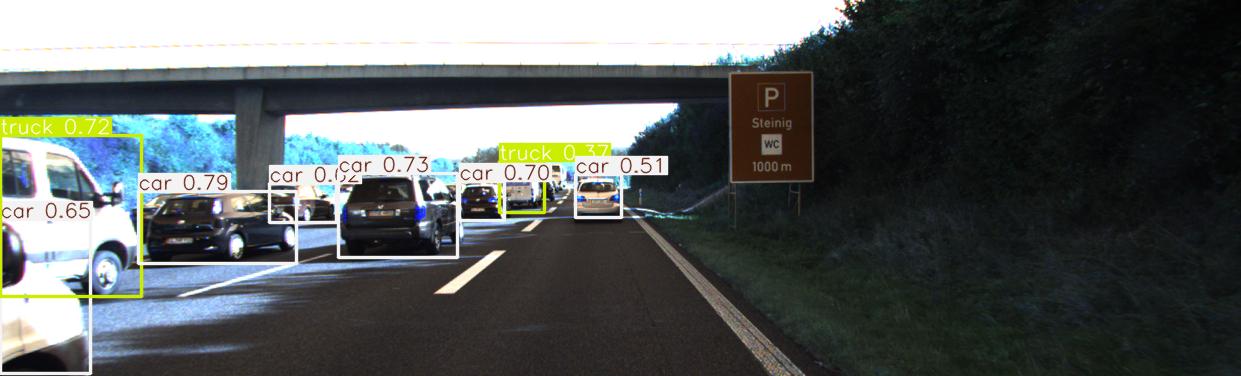 truck 0.72
car 0.65
car 0.79
car 0.62
car 0.73
car 0.70
truck 0.37
car 0.51
P
Steinig
WC
1000 m